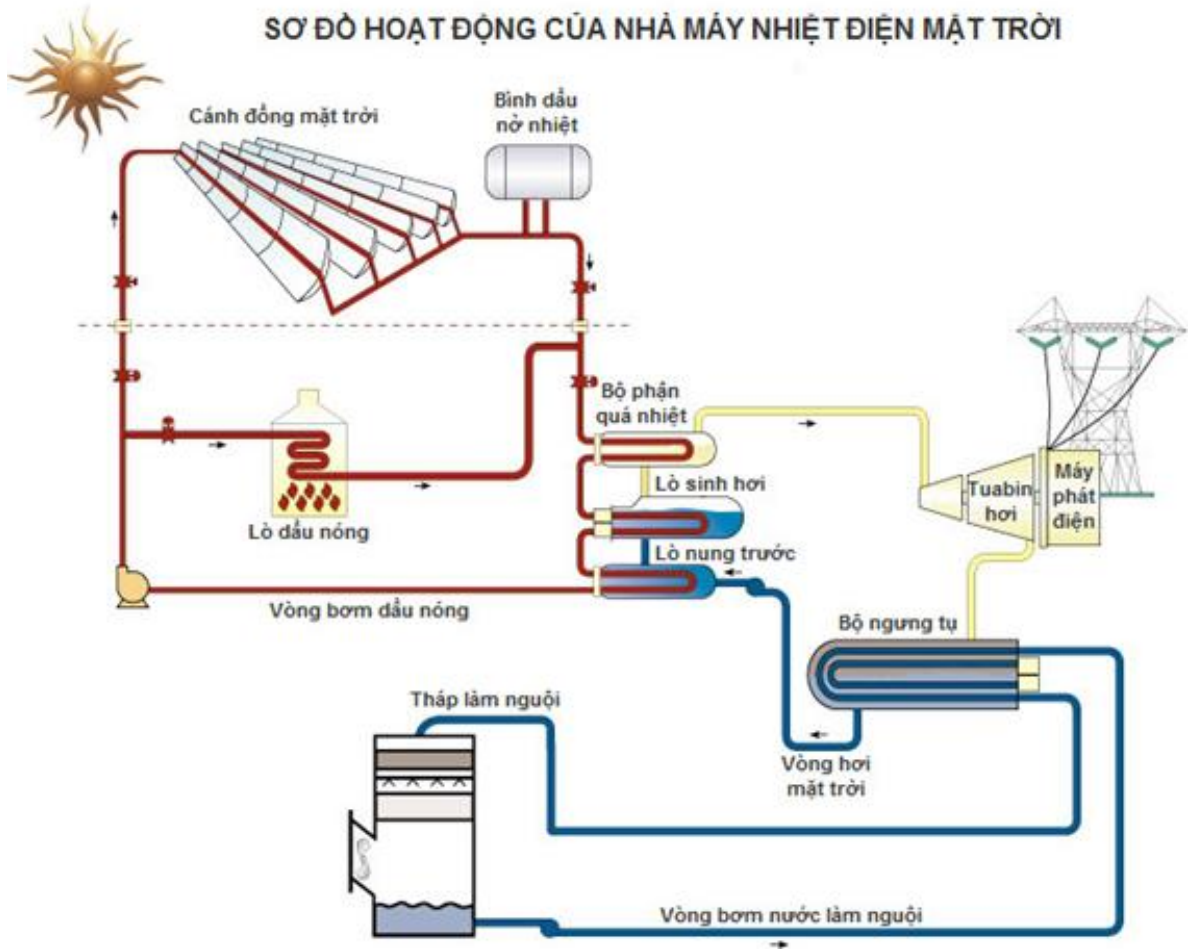 SƠ ĐỒ HOẠT ĐỘNG CỦA NHÀ MÁY NHIỆT ĐIỆN MẶT TRỜI
Cánh đồng mặt trời
Bình dầu
nở nhiệt
Bộ phận
quá nhiệt
Lò sinh hơi
Tuabin
hơi
Máy
phát
điện
Lò dầu nóng
Lò nung trước
Vòng bơm dầu nóng
Bộ ngưng tụ
Tháp làm nguội
Vòng hơi
mặt trời
Vòng bơm nước làm nguội